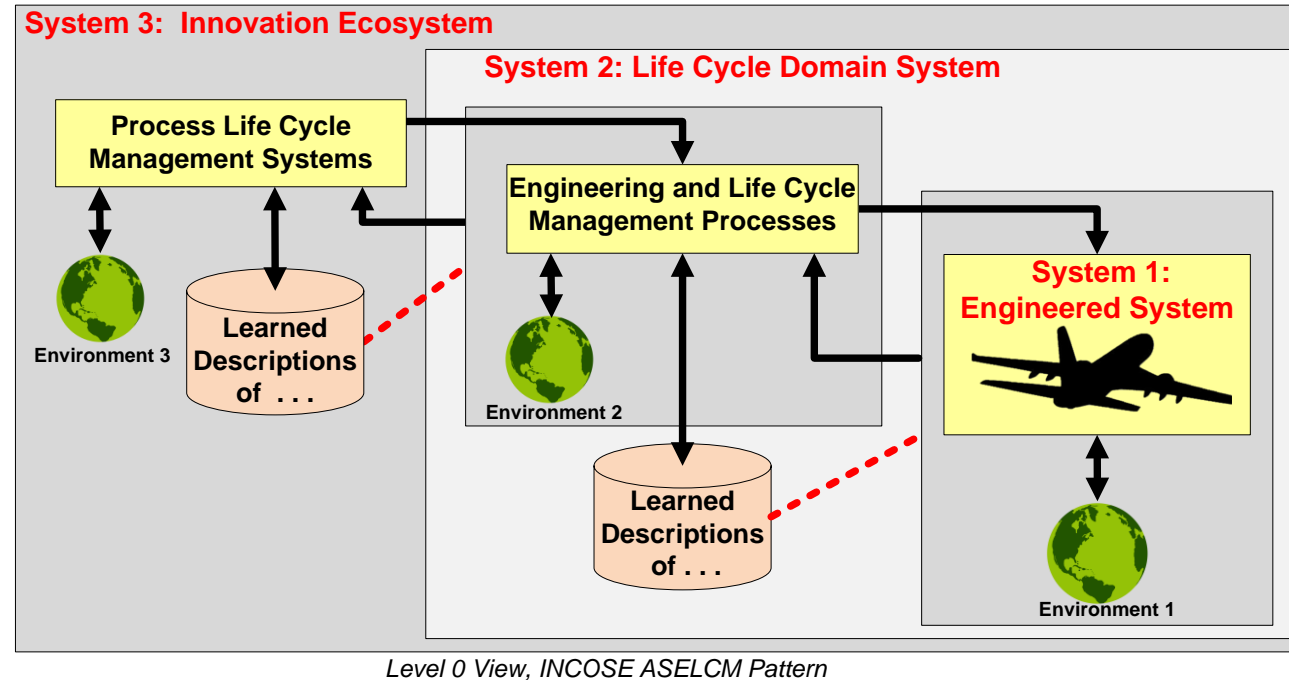 System 3:  Innovation Ecosystem
System 2: Life Cycle Domain System
Process Life Cycle
Management Systems
Engineering and Life Cycle
Management Processes
System 1:
Engineered System
Environment 3
Learned
Descriptions
of  . . .
Environment 2
Learned
Descriptions
of . . .
Environment 1
Level 0 View, INCOSE ASELCM Pattern